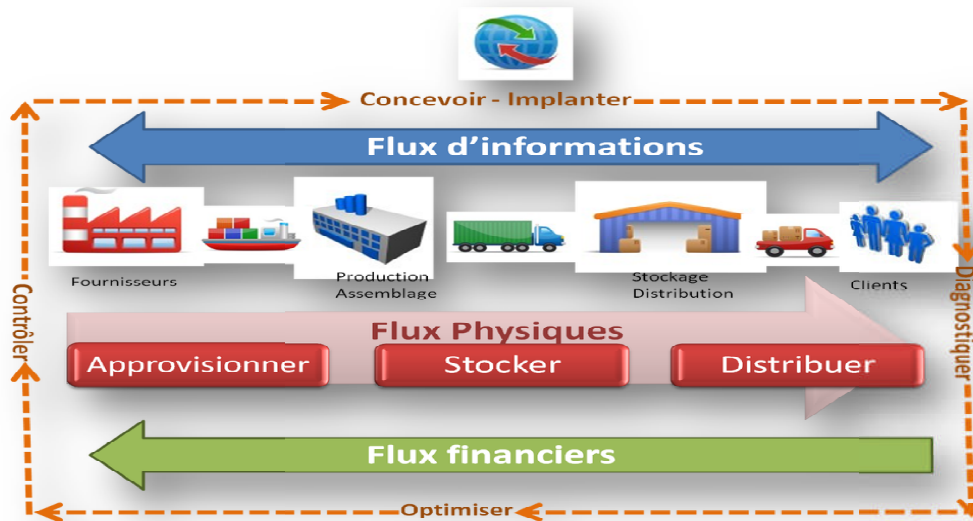 Concevoir - Implanter
Flux d'informations
Fournisseurs
Production
Assemblage
Stockage
Distribution
Clients
Contrôler
Diagnostiquer
Flux Physiques
Approvisionner
Stocker
Distribuer
Flux financiers
Optimiser